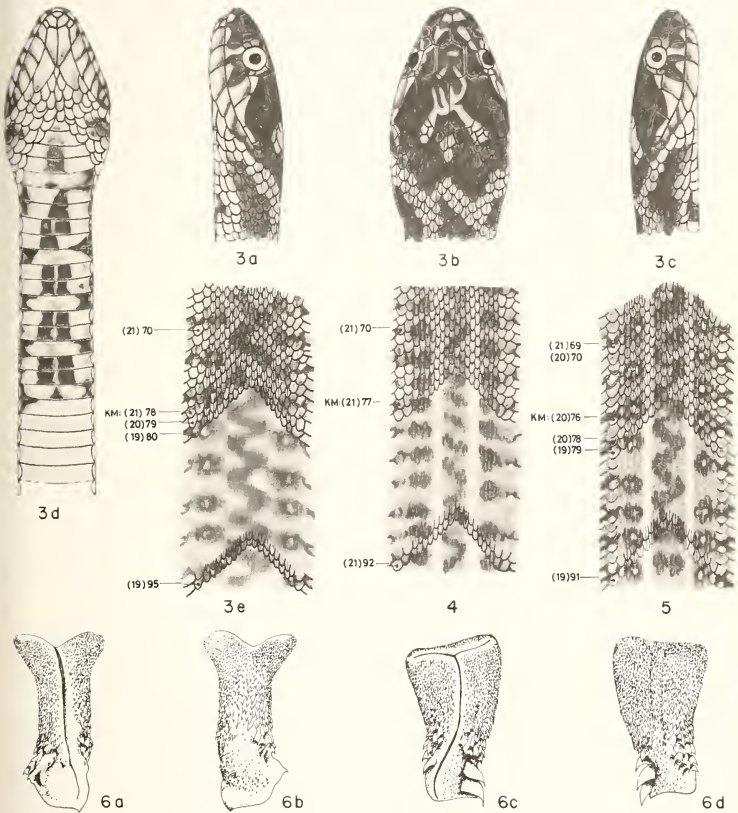 3a
3b
3c
3d
(21) 70
KM: (21) 78
(20) 79
(19) 80
(19) 95
3e
(21) 70
KM: (21) 77
(21) 92
4
(21) 69
(20) 70
KM: (20) 76
(20) 78
(19) 79
(19) 91
5
6a
6b
6c
6d